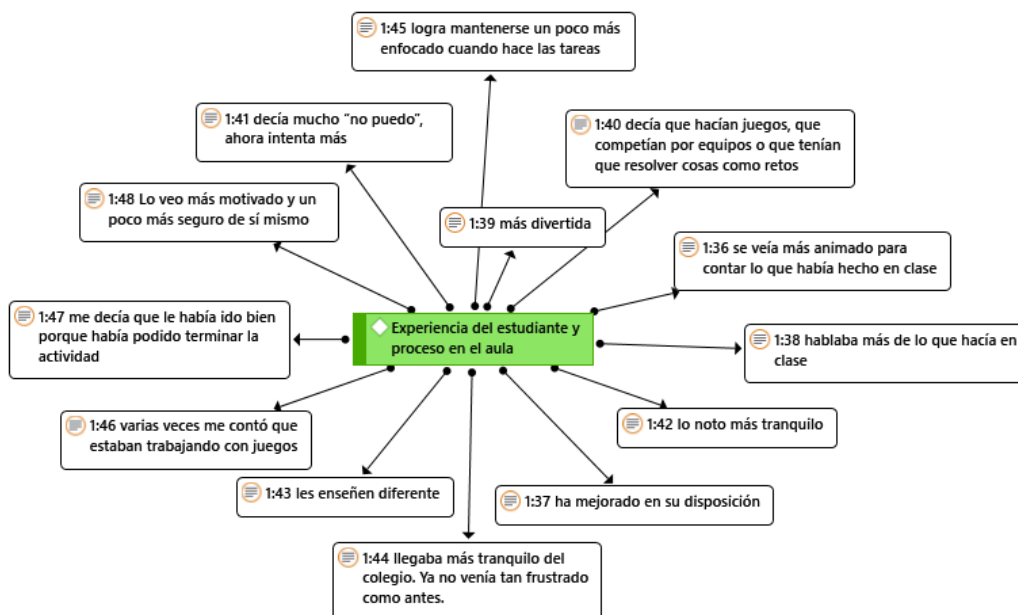 1:45 logra mantenerse un poco más
enfocado cuando hace las tareas
1:41 decía mucho "no puedo",
ahora intenta más
1:40 decía que hacían juegos, que
competían por equipos o que tenían
que resolver cosas como retos
1:48 Lo veo más motivado y un
poco más seguro de sí mismo
1:39 más divertida
1:36 se veía más animado para
contar lo que había hecho en clase
1:47 me decía que le había ido bien
porque había podido terminar la
actividad
Experiencia del estudiante y
proceso en el aula
1:38 hablaba más de lo que hacía en
clase
1:46 varias veces me contó que
estaban trabajando con juegos
1:42 lo noto más tranquilo
1:43 les enseñen diferente
1:37 ha mejorado en su disposición
1:44 llegaba más tranquilo del
colegio. Ya no venía tan frustrado
como antes.